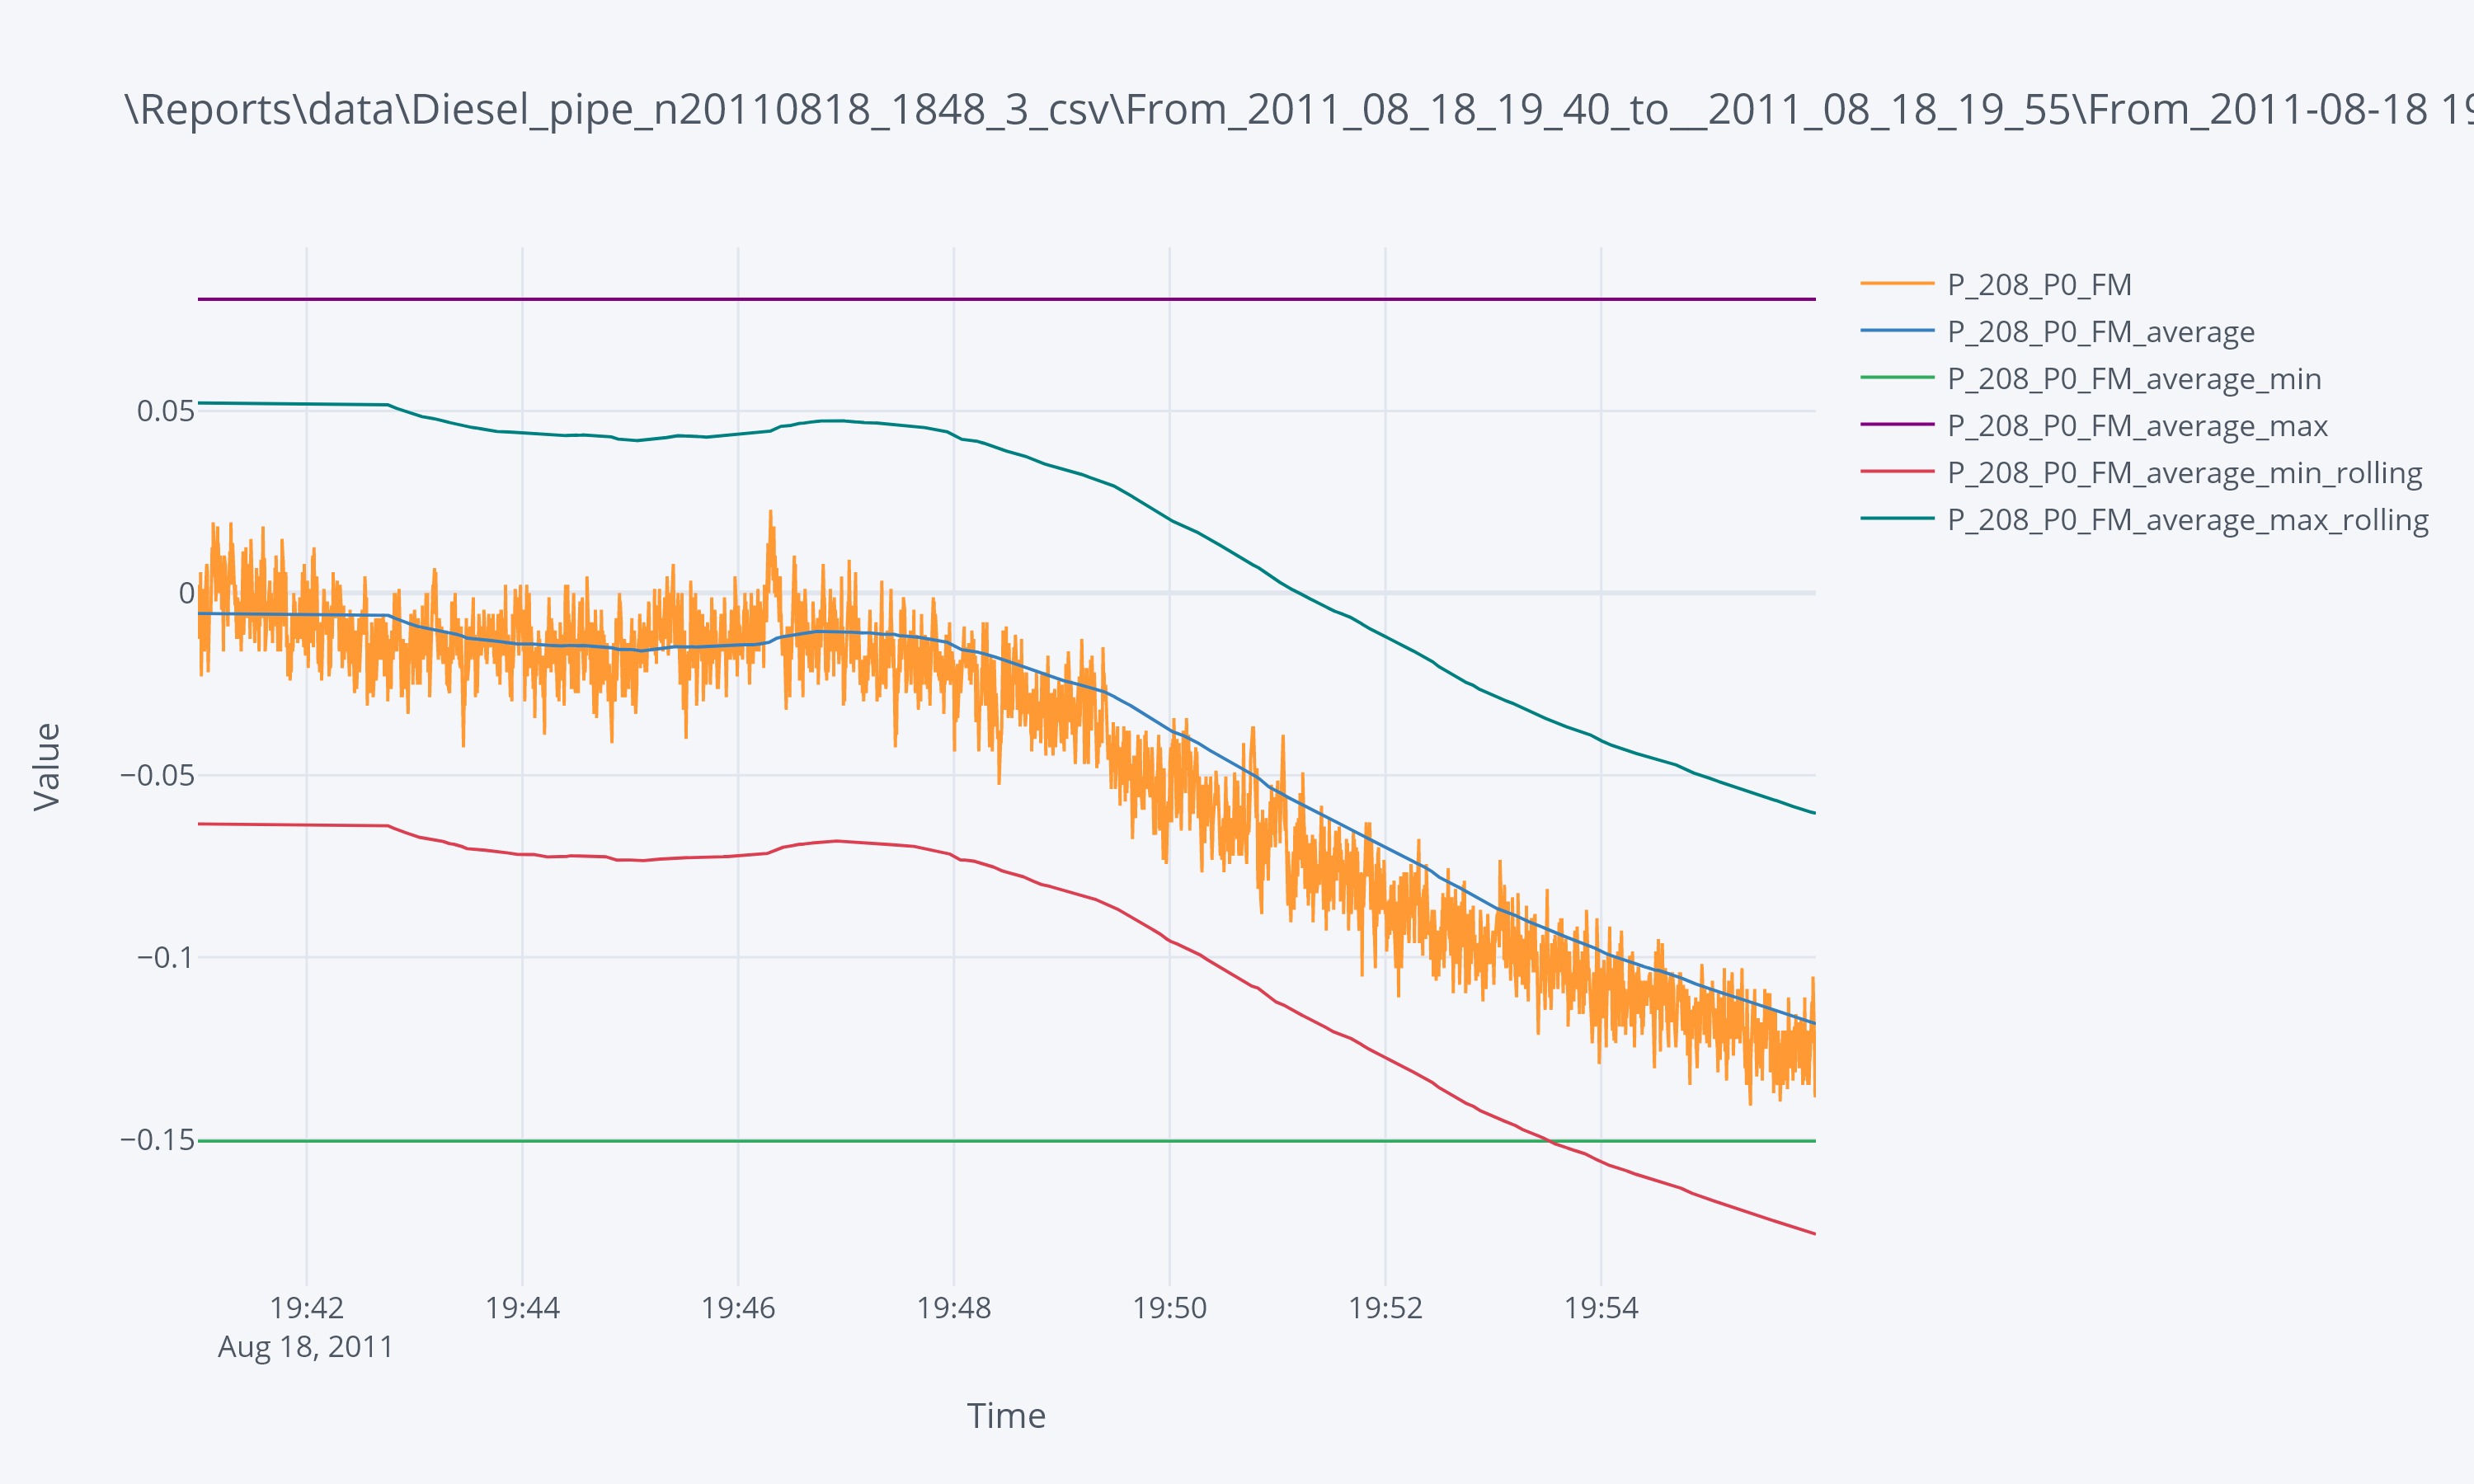 \Reports\data\Diesel_pipe_n20110818_1848_3_csv\From_2011_08_18_19_40_to__2011_08_18_19_55\From_2011-08-18 19
P_208_P0_FM
P_208_P0_FM_average
P_208_P0_FM_average_min
P_208_P0_FM_average_max
P_208_P0_FM_average_min_rolling
P_208_P0_FM_average_max_rolling
0.05
0
−0.05
−0.1
−0.15
Value
19:42
19:44
19:46
19:48
19:50
19:52
19:54
Aug 18, 2011
Time